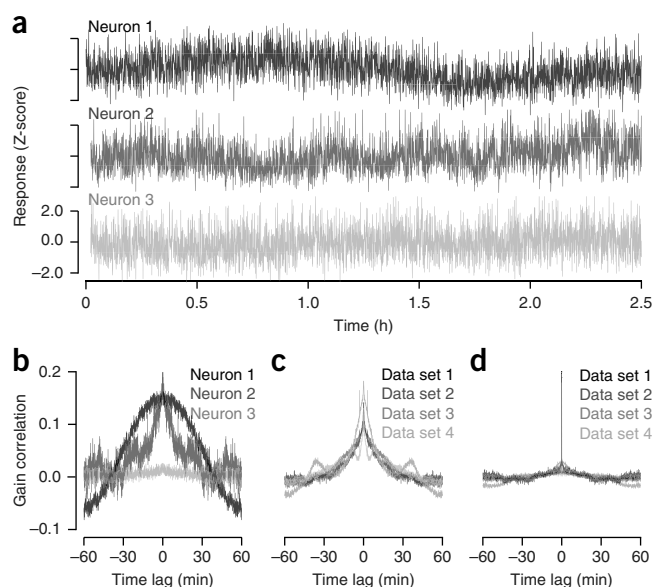 a
Neuron 1
Neuron 2
Neuron 3
Response (Z-score)
2.0
0.0
−2.0
0 0.5 1.0 1.5 2.0 2.5
Time (h)
b
Neuron 1
Neuron 2
Neuron 3
Gain correlation
0.2
0.1
0.0
−0.1
−60 −30 0 30 60
Time lag (min)
c
Data set 1
Data set 2
Data set 3
Data set 4
−60 −30 0 30 60
Time lag (min)
d
Data set 1
Data set 2
Data set 3
Data set 4
−60 −30 0 30 60
Time lag (min)